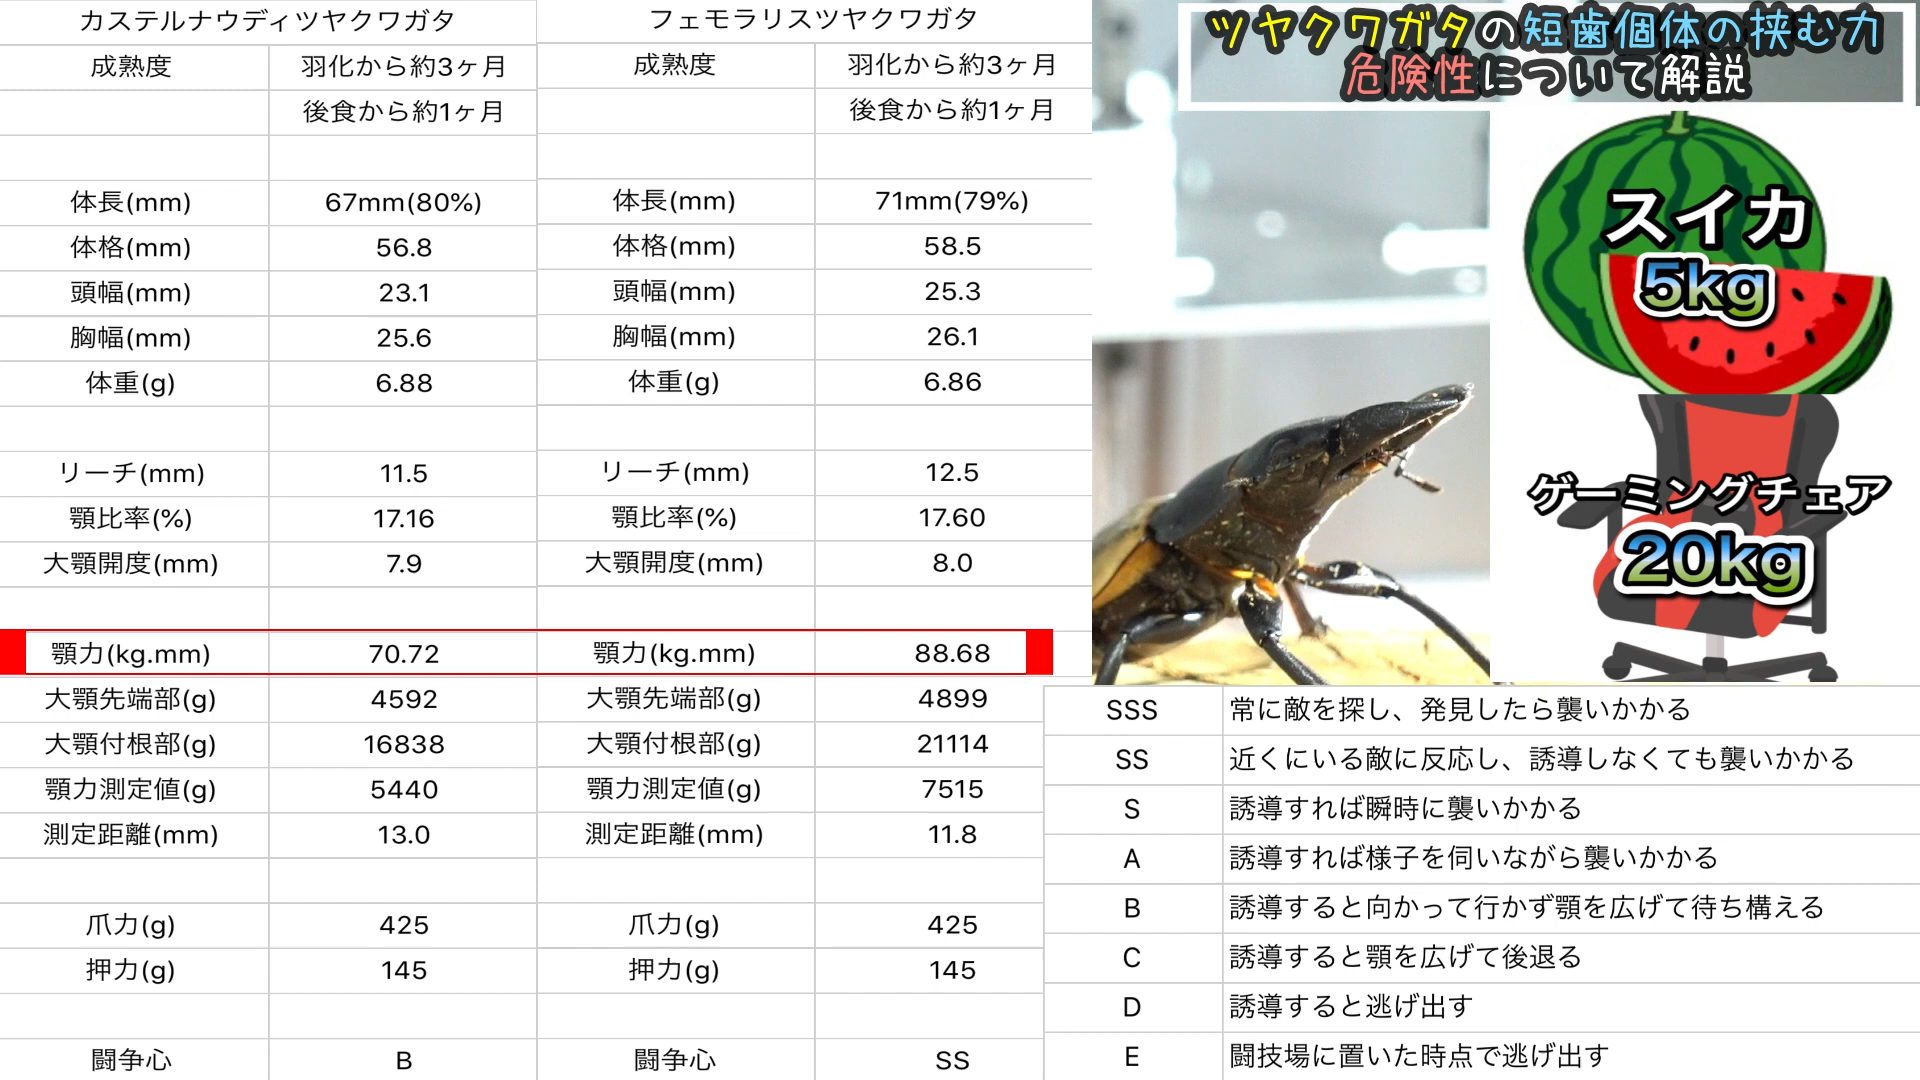 カステルナウディツヤクワガタ
成熟度 羽化から約3ヶ月
後食から約1ヶ月
体長(mm) 67mm(80%)
体格(mm) 56.8
頭幅(mm) 23.1
胸幅(mm) 25.6
体重(g) 6.88
リーチ(mm) 11.5
顎比率(%) 17.16
大顎開度(mm) 7.9
顎力(kg.mm) 70.72
大顎先端部(g) 4592
大顎付根部(g) 16838
顎力測定値(g) 5440
測定距離(mm) 13.0
爪力(g) 425
押力(g) 145
闘争心 B
フェモラリスツヤクワガタ
成熟度 羽化から約3ヶ月
後食から約1ヶ月
体長(mm) 71mm(79%)
体格(mm) 58.5
頭幅(mm) 25.3
胸幅(mm) 26.1
体重(g) 6.86
リーチ(mm) 12.5
顎比率(%) 17.60
大顎開度(mm) 8.0
顎力(kg.mm) 88.68
大顎先端部(g) 4899
大顎付根部(g) 21114
顎力測定値(g) 7515
測定距離(mm) 11.8
爪力(g) 425
押力(g) 145
闘争心 SS
ツヤクワガタの短歯個体の挟む力
危険性について解説
スイカ
5kg
ゲーミングチェア
20kg
SSS 常に敵を探し、発見したら襲いかかる
SS 近くにいる敵に反応し、誘導しなくても襲いかかる
S 誘導すれば瞬時に襲いかかる
A 誘導すれば様子を伺いながら襲いかかる
B 誘導すると向かって行かず顎を広げて待ち構える
C 誘導すると顎を広げて後退る
D 誘導すると逃げ出す
E 闘技場に置いた時点で逃げ出す